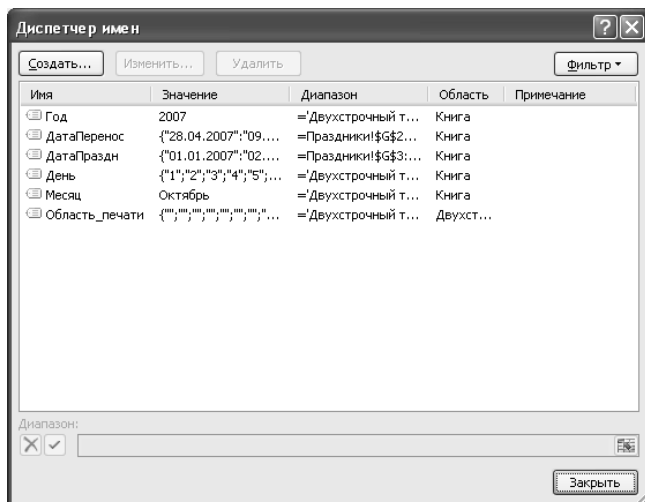 Диспетчер имен
Создать... Изменить... Удалить Фильтр
Имя Значение Диапазон Область Примечание
Год 2007 ='Двухстрочный т... Книга
ДатаПеренос {"28.04.2007":"09.... =Праздники!$G$2... Книга
ДатаПраздн {"01.01.2007":"02.... =Праздники!$G$3:... Книга
День {"1";"2";"3";"4";"5";... ='Двухстрочный т... Книга
Месяц Октябрь ='Двухстрочный т... Книга
Область_печати {"";"";"";"";"";"";"";"... ='Двухстрочный т... Двухст...
Диапазон:
Закрыть